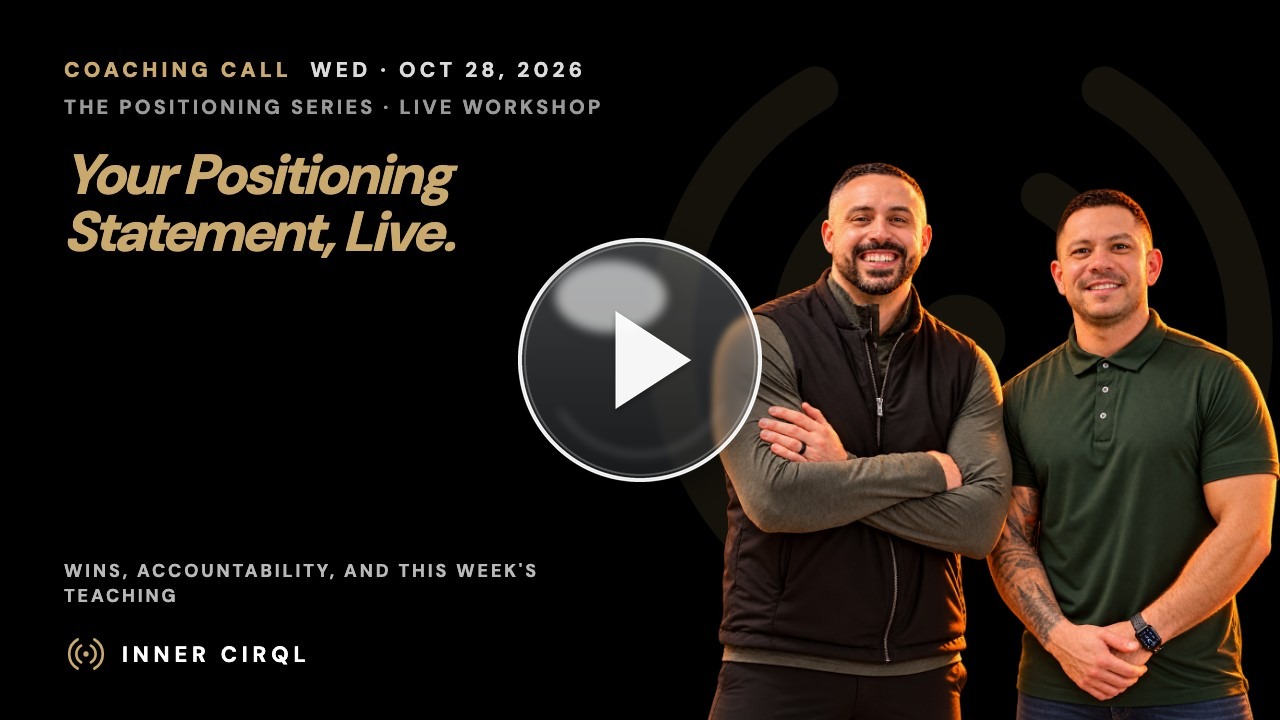 COACHING CALL WED · OCT 28, 2026
THE POSITIONING SERIES · LIVE WORKSHOP
Your Positioning
Statement, Live.
WINS, ACCOUNTABILITY, AND THIS WEEK'S
TEACHING
INNER CIRQL